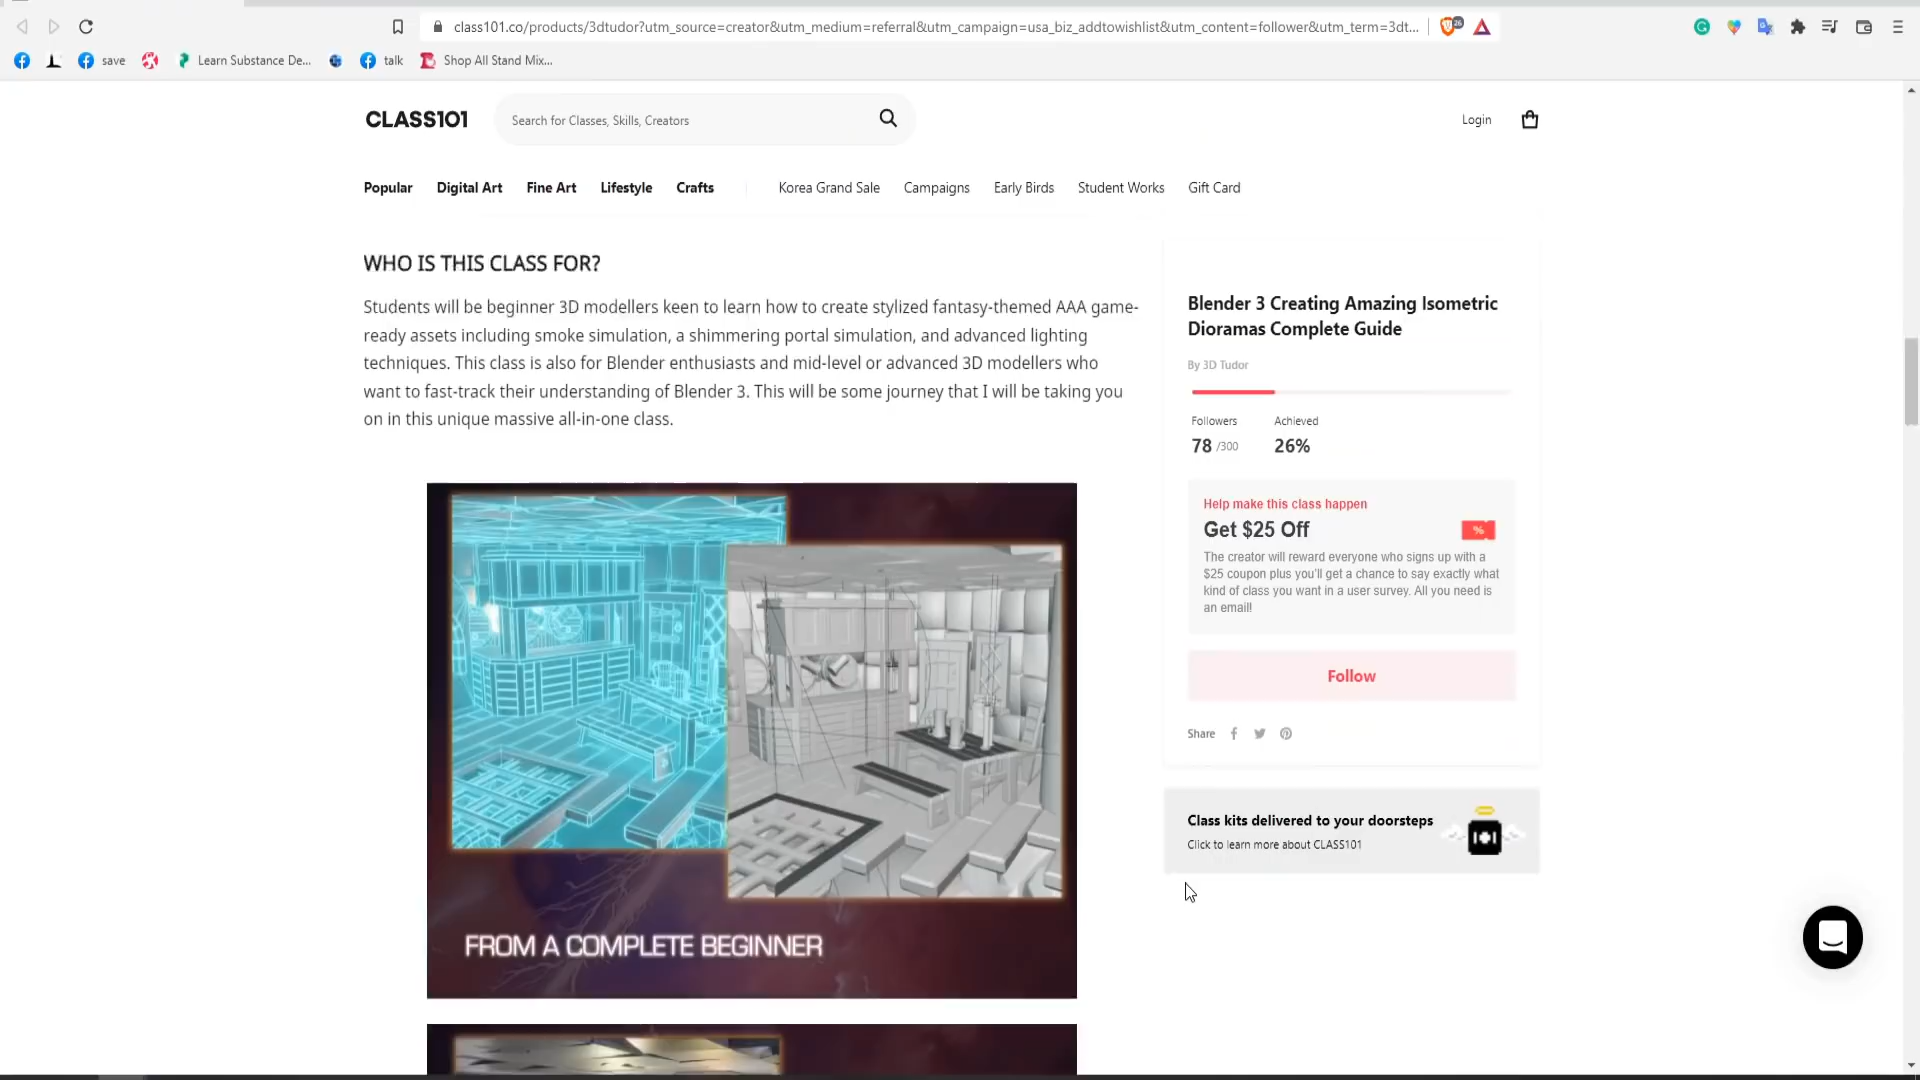 class101.co/products/3dtudor?utm_source=creator&utm_medium=referral&utm_campaign=usa_biz_addtowishlist&utm_content=follower&utm_term=3dt...
26
save
Learn Substance De...
talk
Shop All Stand Mix...
CLASS101
Search for Classes, Skills, Creators
Login
Popular Digital Art Fine Art Lifestyle Crafts Korea Grand Sale Campaigns Early Birds Student Works Gift Card
WHO IS THIS CLASS FOR?
Students will be beginner 3D modellers keen to learn how to create stylized fantasy-themed AAA game-
ready assets including smoke simulation, a shimmering portal simulation, and advanced lighting
techniques. This class is also for Blender enthusiasts and mid-level or advanced 3D modellers who
want to fast-track their understanding of Blender 3. This will be some journey that I will be taking you
on in this unique massive all-in-one class.
FROM A COMPLETE BEGINNER
Blender 3 Creating Amazing Isometric
Dioramas Complete Guide
By 3D Tudor
Followers Achieved
78 /300 26%
Help make this class happen
Get $25 Off
%
The creator will reward everyone who signs up with a
$25 coupon plus you'll get a chance to say exactly what
kind of class you want in a user survey. All you need is
an email!
Follow
Share
Class kits delivered to your doorsteps
Click to learn more about CLASS101
101